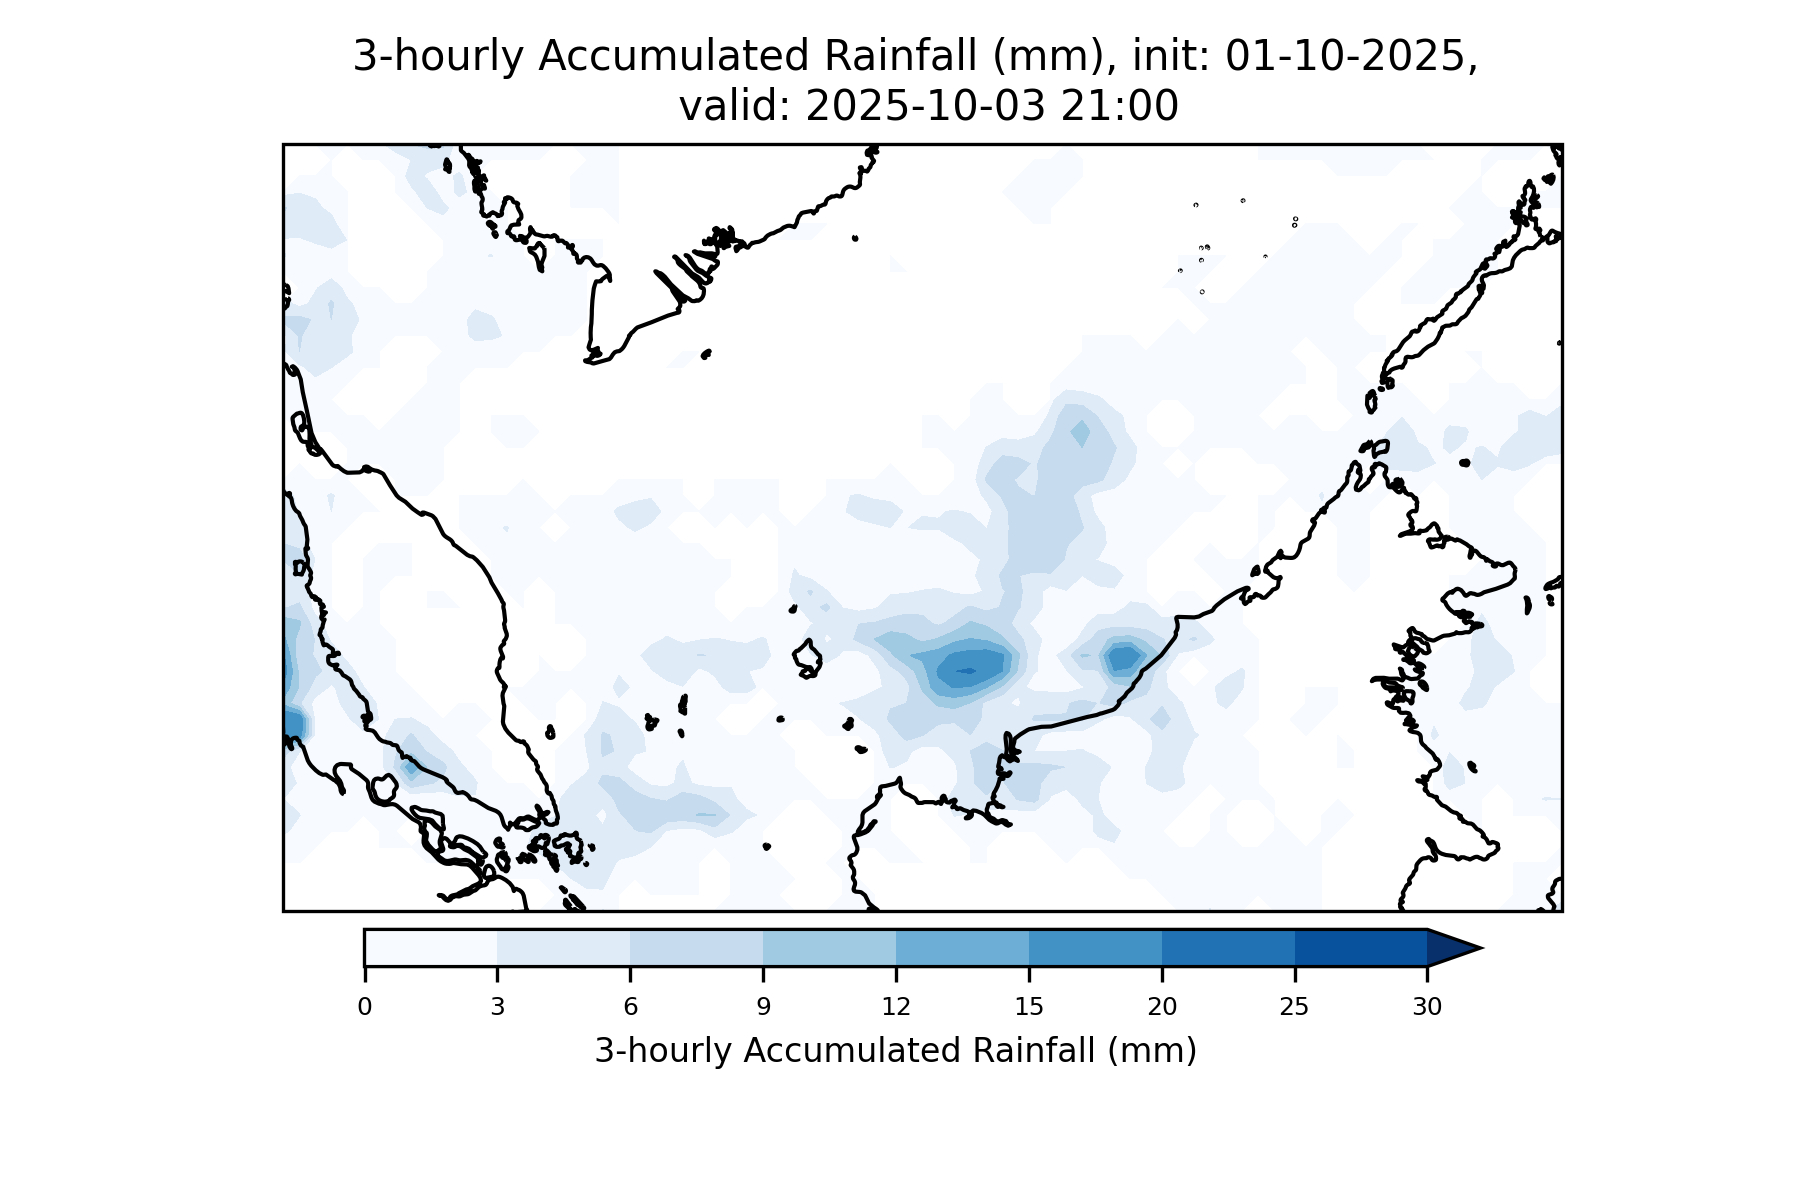 3-hourly Accumulated Rainfall (mm), init: 01-10-2025,
valid: 2025-10-03 21:00
0 3 6 9 12 15 20 25 30
3-hourly Accumulated Rainfall (mm)